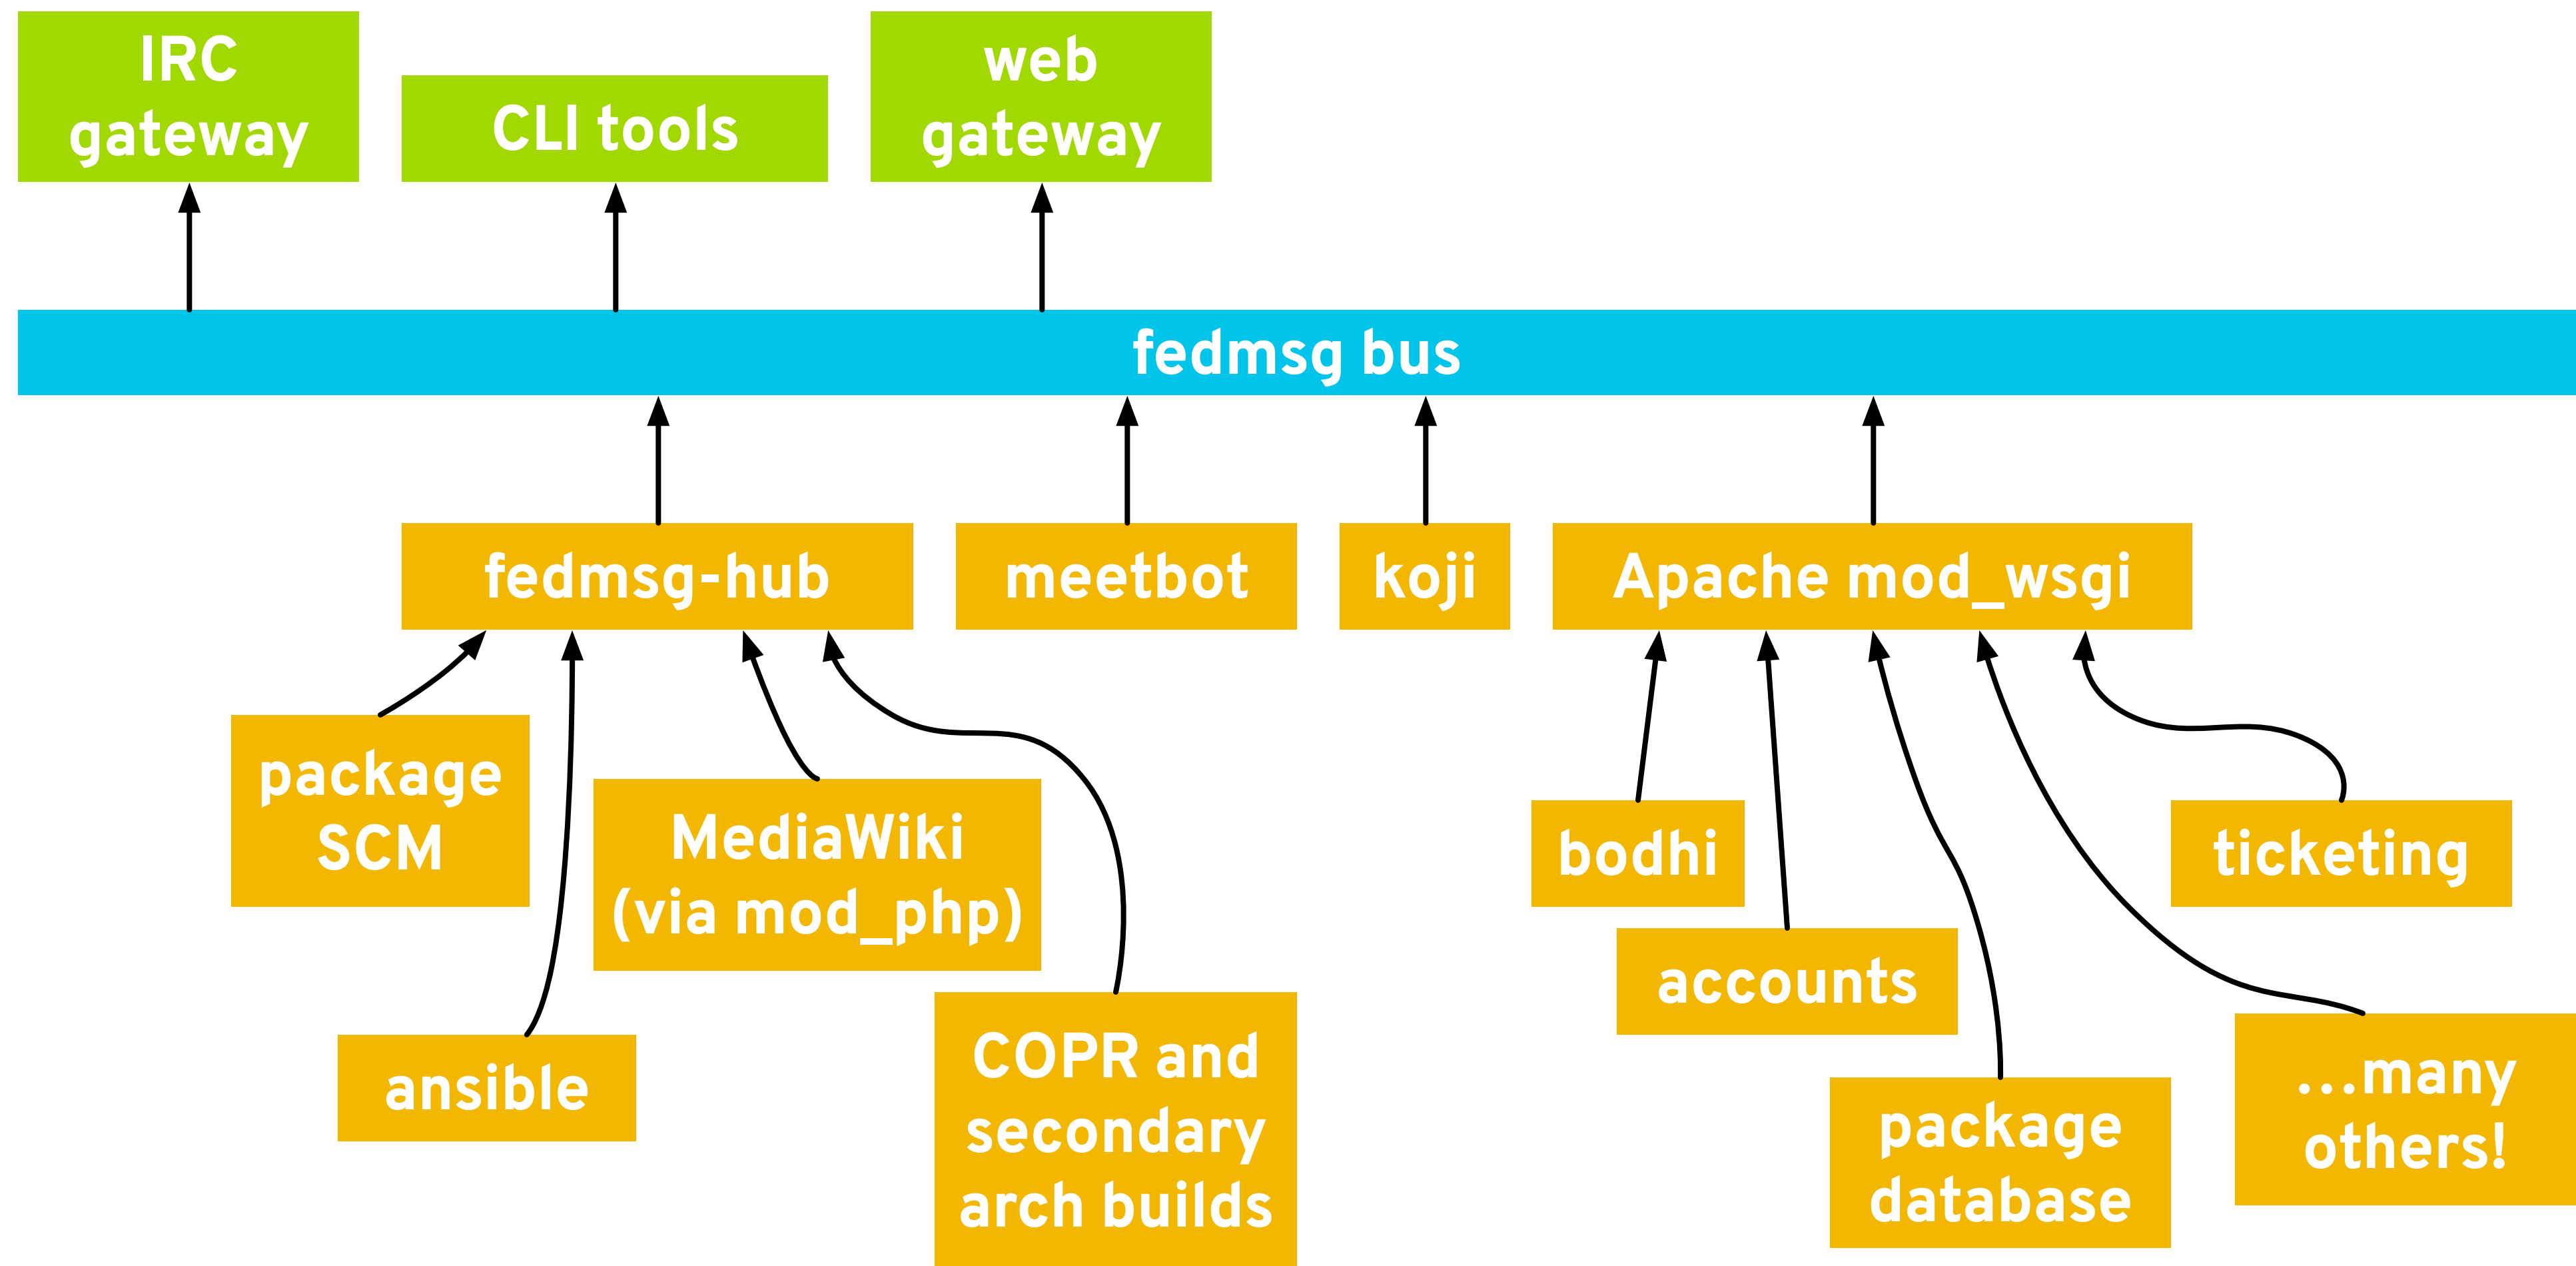 IRC
gateway
CLI tools
web
gateway
fedmsg bus
fedmsg-hub
meetbot
koji
Apache mod_wsgi
package
SCM
MediaWiki
(via mod_php)
ansible
COPR and
secondary
arch builds
bodhi
accounts
package
database
ticketing
...many
others!